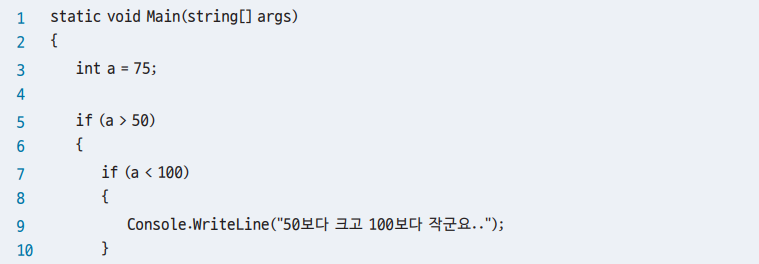 1 static void Main(string[] args)
2 {
3 int a = 75;
4
5 if (a > 50)
6 {
7 if (a < 100)
8 {
9 Console.WriteLine("50보다 크고 100보다 작군요..");
10 }